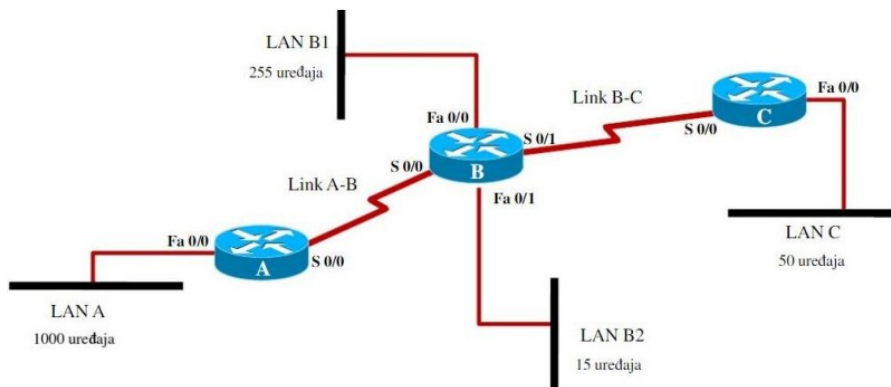 LAN B1
255 uređaja
Fa 0/0
Link B-C
Fa 0/0
S 0/0
C
S 0/1
S 0/0
B
Link A-B
Fa 0/1
Fa 0/0
A
S 0/0
LAN C
50 uređaja
LAN A
1000 uređaja
LAN B2
15 uređaja